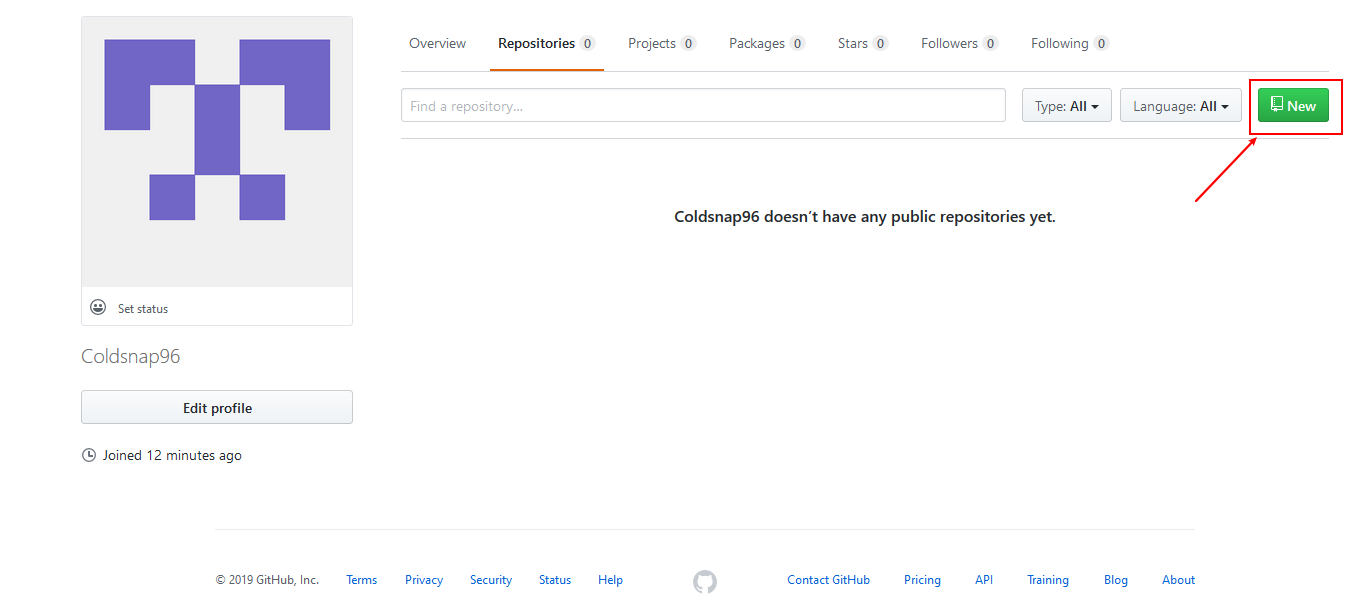 Overview Repositories 0 Projects 0 Packages 0 Stars 0 Followers 0 Following 0
Find a repository... Type: All Language: All New
Coldsnap96 doesn’t have any public repositories yet.
Set status
Coldsnap96
Edit profile
Joined 12 minutes ago
© 2019 GitHub, Inc. Terms Privacy Security Status Help Contact GitHub Pricing API Training Blog About